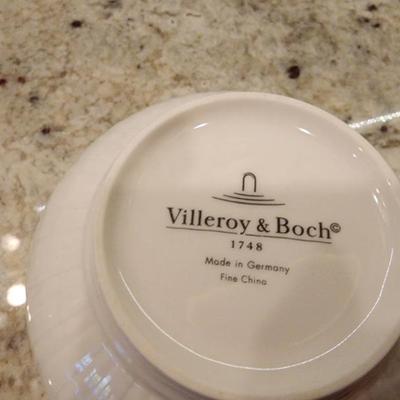 Villeroy & Boch©
1748
Made in Germany
Fine China